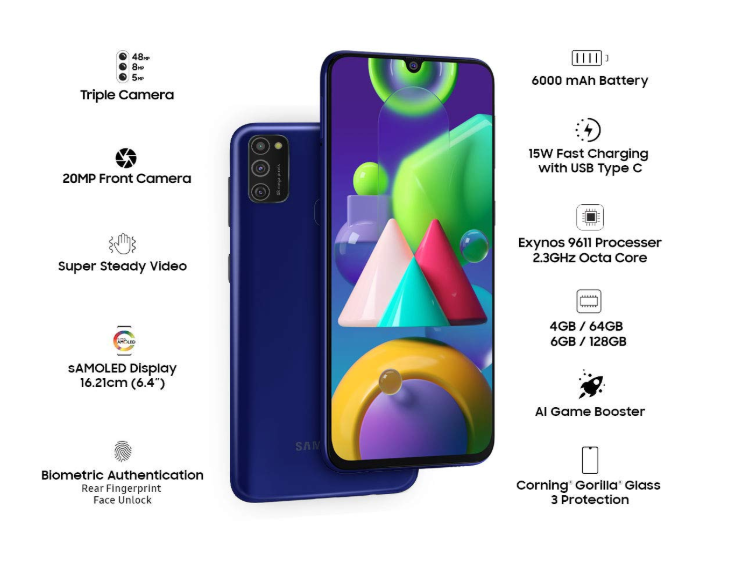 48MP
8MP
5MP
Triple Camera
20MP Front Camera
Super Steady Video
sAMOLED
sAMOLED Display
16.21cm (6.4")
Biometric Authentication
Rear Fingerprint
Face Unlock
SAM
6000 mAh Battery
15W Fast Charging
with USB Type C
Exynos 9611 Processer
2.3GHz Octa Core
4GB / 64GB
6GB / 128GB
AI Game Booster
Corning® Gorilla® Glass
3 Protection